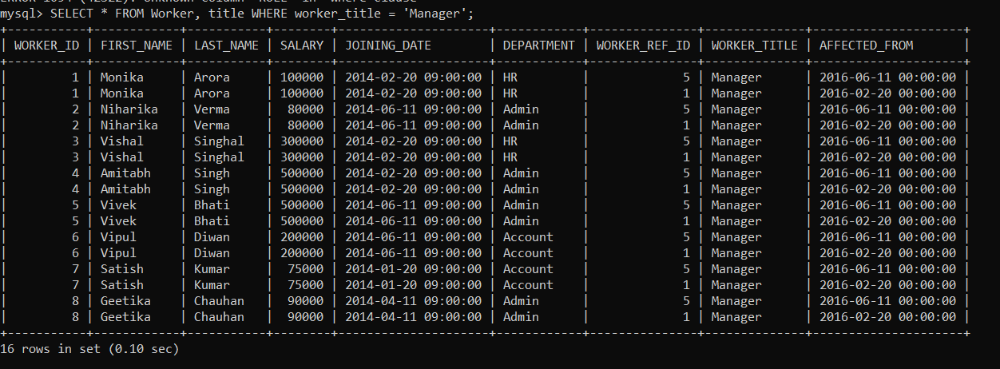 mysql> SELECT * FROM Worker, title WHERE worker_title = 'Manager';
+-----------+------------+-----------+--------+---------------------+------------+---------------+--------------+---------------------+
| WORKER_ID | FIRST_NAME | LAST_NAME | SALARY | JOINING_DATE        | DEPARTMENT | WORKER_REF_ID | WORKER_TITLE | AFFECTED_FROM       |
+-----------+------------+-----------+--------+---------------------+------------+---------------+--------------+---------------------+
|         1 | Monika     | Arora     | 100000 | 2014-02-20 09:00:00 | HR         |             5 | Manager      | 2016-06-11 00:00:00 |
|         1 | Monika     | Arora     | 100000 | 2014-02-20 09:00:00 | HR         |             1 | Manager      | 2016-02-20 00:00:00 |
|         2 | Niharika   | Verma     |  80000 | 2014-06-11 09:00:00 | Admin      |             5 | Manager      | 2016-06-11 00:00:00 |
|         2 | Niharika   | Verma     |  80000 | 2014-06-11 09:00:00 | Admin      |             1 | Manager      | 2016-02-20 00:00:00 |
|         3 | Vishal     | Singhal   | 300000 | 2014-02-20 09:00:00 | HR         |             5 | Manager      | 2016-06-11 00:00:00 |
|         3 | Vishal     | Singhal   | 300000 | 2014-02-20 09:00:00 | HR         |             1 | Manager      | 2016-02-20 00:00:00 |
|         4 | Amitabh    | Singh     | 500000 | 2014-02-20 09:00:00 | Admin      |             5 | Manager      | 2016-06-11 00:00:00 |
|         4 | Amitabh    | Singh     | 500000 | 2014-02-20 09:00:00 | Admin      |             1 | Manager      | 2016-02-20 00:00:00 |
|         5 | Vivek      | Bhati     | 500000 | 2014-06-11 09:00:00 | Admin      |             5 | Manager      | 2016-06-11 00:00:00 |
|         5 | Vivek      | Bhati     | 500000 | 2014-06-11 09:00:00 | Admin      |             1 | Manager      | 2016-02-20 00:00:00 |
|         6 | Vipul      | Diwan     | 200000 | 2014-06-11 09:00:00 | Account    |             5 | Manager      | 2016-06-11 00:00:00 |
|         6 | Vipul      | Diwan     | 200000 | 2014-06-11 09:00:00 | Account    |             1 | Manager      | 2016-02-20 00:00:00 |
|         7 | Satish     | Kumar     |  75000 | 2014-01-20 09:00:00 | Account    |             5 | Manager      | 2016-06-11 00:00:00 |
|         7 | Satish     | Kumar     |  75000 | 2014-01-20 09:00:00 | Account    |             1 | Manager      | 2016-02-20 00:00:00 |
|         8 | Geetika    | Chauhan   |  90000 | 2014-04-11 09:00:00 | Admin      |             5 | Manager      | 2016-06-11 00:00:00 |
|         8 | Geetika    | Chauhan   |  90000 | 2014-04-11 09:00:00 | Admin      |             1 | Manager      | 2016-02-20 00:00:00 |
+-----------+------------+-----------+--------+---------------------+------------+---------------+--------------+---------------------+
16 rows in set (0.10 sec)